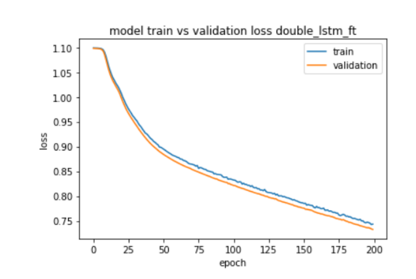 model train vs validation loss double_lstm_ft
train
validation
1.10
1.05
1.00
0.95
0.90
0.85
0.80
0.75
loss
0 25 50 75 100 125 150 175 200
epoch